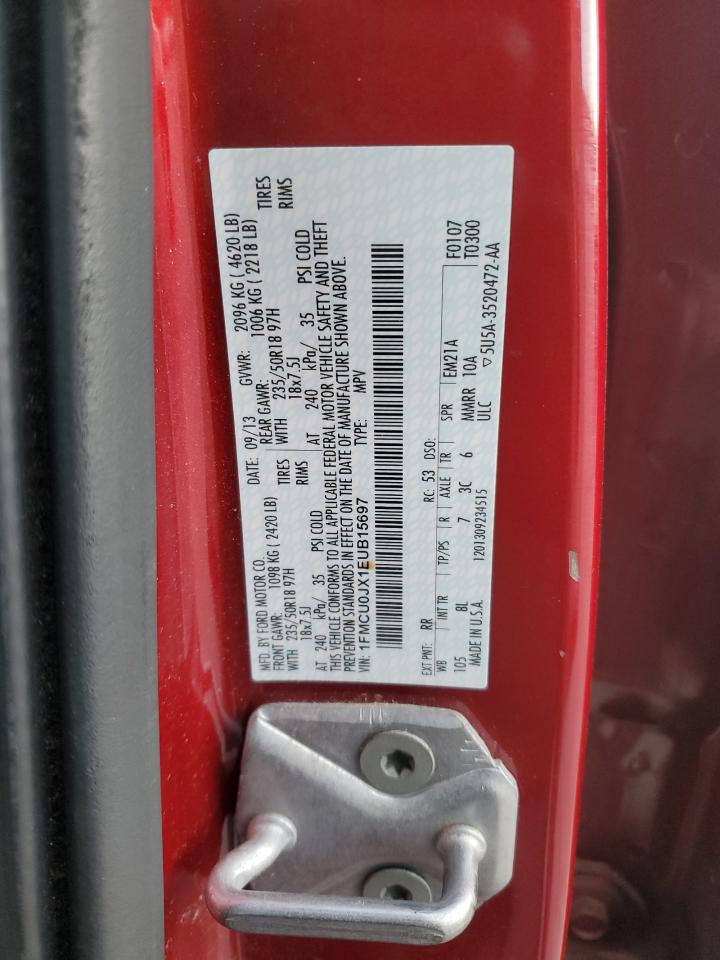 MFD. BY FORD MOTOR CO.
DATE: 09/13 GVWR: 2096 KG ( 4620 LB)
FRONT GAWR: 1098 KG ( 2420 LB) REAR GAWR: 1006 KG ( 2218 LB)
WITH 235/50R18 97H TIRES WITH 235/50R18 97H TIRES
18x7.5J RIMS 18x7.5J RIMS
AT 240 kPa/ 35 PSI COLD AT 240 kPa/ 35 PSI COLD
THIS VEHICLE CONFORMS TO ALL APPLICABLE FEDERAL MOTOR VEHICLE SAFETY AND THEFT
PREVENTION STANDARDS IN EFFECT ON THE DATE OF MANUFACTURE SHOWN ABOVE.
VIN: 1FMCU0JX1EUB15697 TYPE: MPV
EXT PNT: RR RC: 53 DSO: F0107
WB INT TR TP/PS R AXLE TR SPR EM21A T0300
105 8L 7 3C 6 MMRR 10A
MADE IN U.S.A. 1201309234515 ULC ▽5U5A-3520472-AA